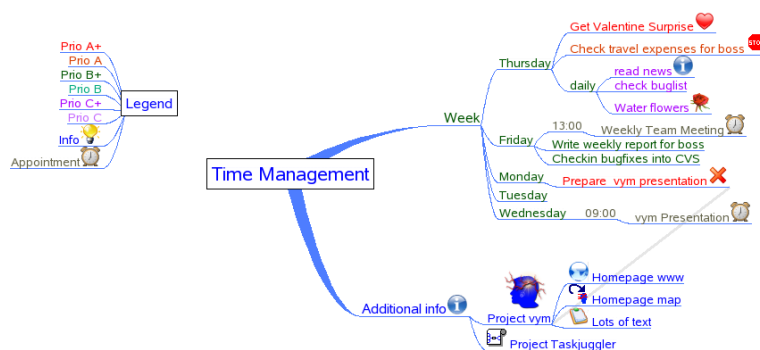 Prio A+
Prio A
Prio B+
Prio B
Prio C+
Prio C
Info
Appointment
Legend
Time Management
Week
Thursday
Get Valentine Surprise
Check travel expenses for boss
STOP
daily
read news
check buglist
Water flowers
Friday
13:00 Weekly Team Meeting
Write weekly report for boss
Checkin bugfixes into CVS
Monday
Prepare vym presentation
Tuesday
Wednesday 09:00 vym Presentation
Additional info
Project vym
Homepage www
Homepage map
Lots of text
Project Taskjuggler